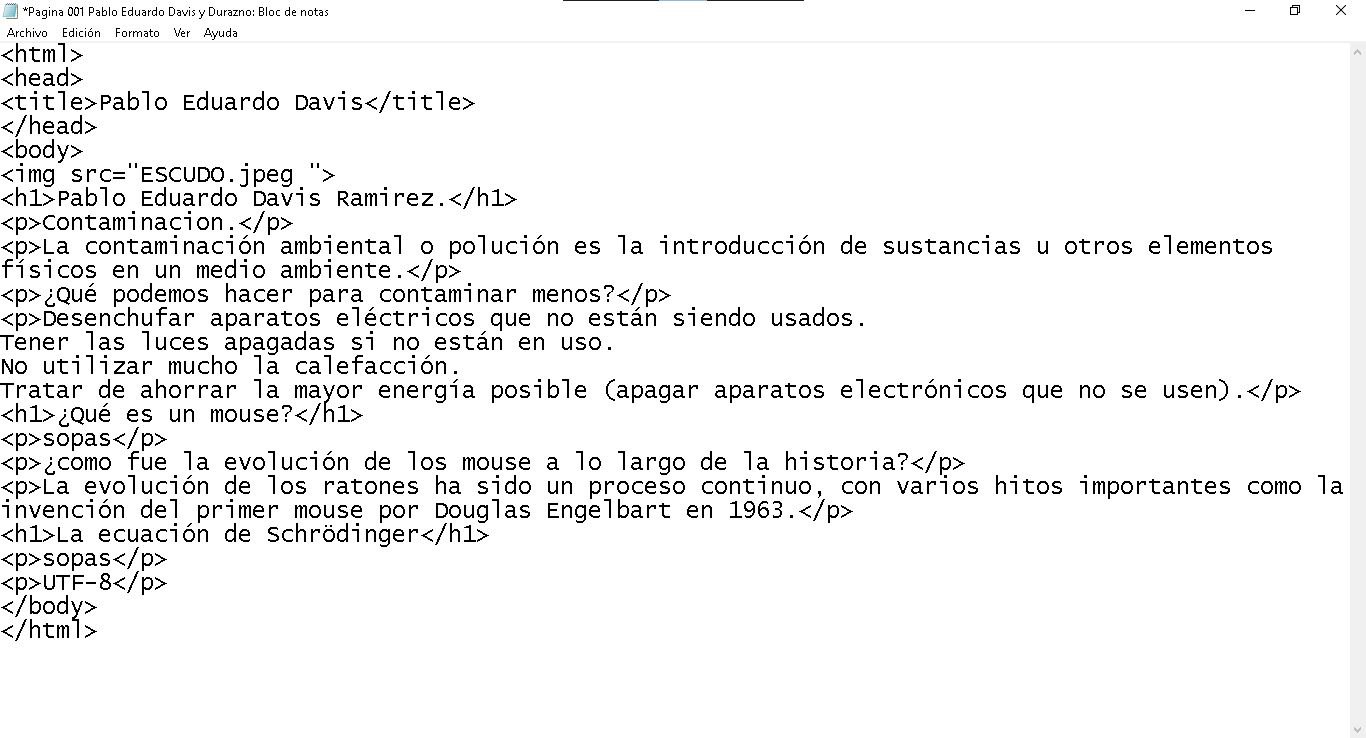 *Pagina 001 Pablo Eduardo Davis y Durazno: Bloc de notas
Archivo Edición Formato Ver Ayuda
<html>
<head>
<title>Pablo Eduardo Davis</title>
</head>
<body>
<img src="ESCUDO.jpeg ">
<h1>Pablo Eduardo Davis Ramirez.</h1>
<p>Contaminacion.</p>
<p>La contaminación ambiental o polución es la introducción de sustancias u otros elementos
físicos en un medio ambiente.</p>
<p>¿Qué podemos hacer para contaminar menos?</p>
<p>Desenchufar aparatos eléctricos que no están siendo usados.
Tener las luces apagadas si no están en uso.
No utilizar mucho la calefacción.
Tratar de ahorrar la mayor energía posible (apagar aparatos electrónicos que no se usen).</p>
<h1>¿Qué es un mouse?</h1>
<p>sopas</p>
<p>¿como fue la evolución de los mouse a lo largo de la historia?</p>
<p>La evolución de los ratones ha sido un proceso continuo, con varios hitos importantes como la
invención del primer mouse por Douglas Engelbart en 1963.</p>
<h1>La ecuación de Schrödinger</h1>
<p>sopas</p>
<p>UTF-8</p>
</body>
</html>